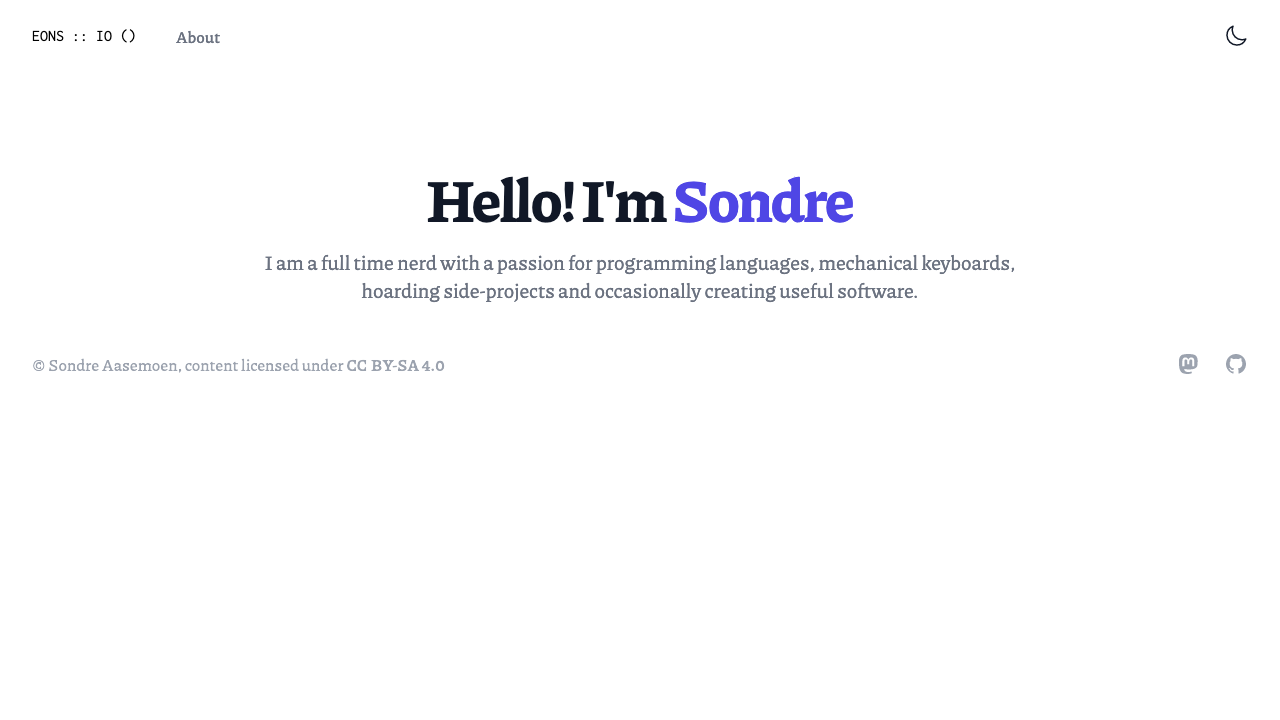 EONS :: IO ()
About
Hello! I'm Sondre
I am a full time nerd with a passion for programming languages, mechanical keyboards,
hoarding side-projects and occasionally creating useful software.
© Sondre Aasemoen, content licensed under CC BY-SA 4.0